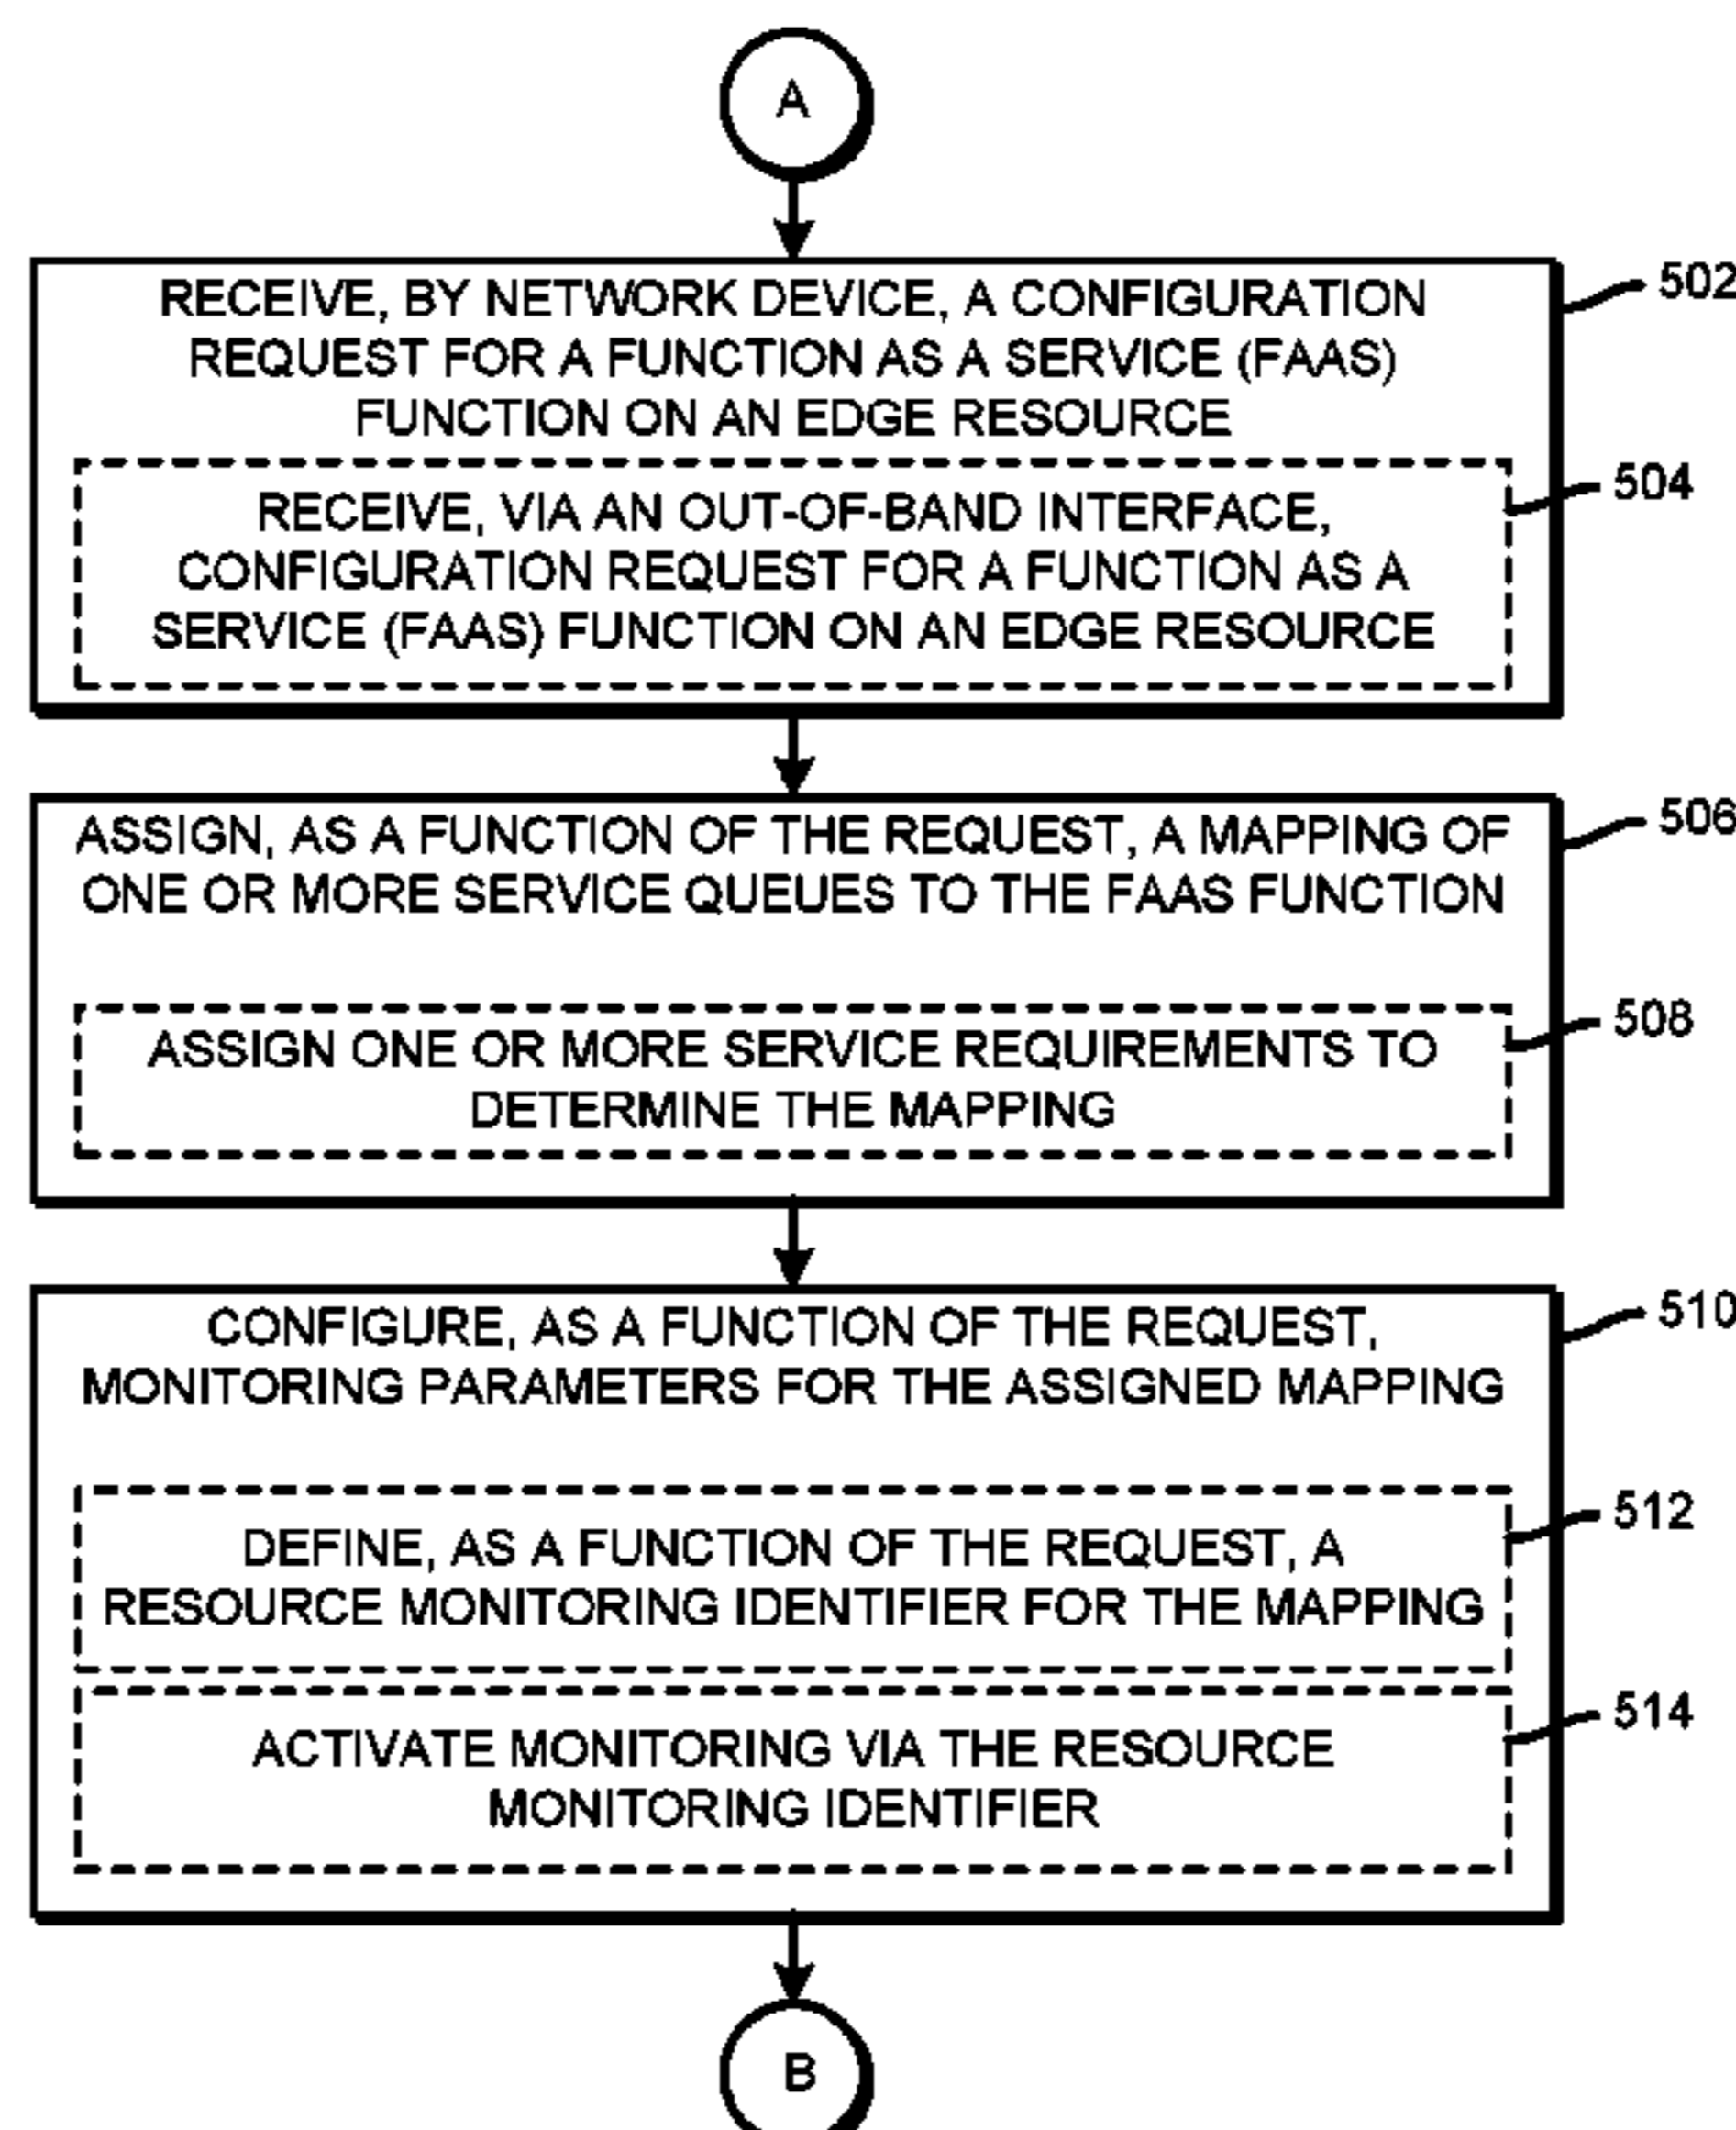 A
RECEIVE, BY NETWORK DEVICE, A CONFIGURATION
REQUEST FOR A FUNCTION AS A SERVICE (FAAS)
FUNCTION ON AN EDGE RESOURCE
502
RECEIVE, VIA AN OUT-OF-BAND INTERFACE,
CONFIGURATION REQUEST FOR A FUNCTION AS A
SERVICE (FAAS) FUNCTION ON AN EDGE RESOURCE
504
ASSIGN, AS A FUNCTION OF THE REQUEST, A MAPPING OF
ONE OR MORE SERVICE QUEUES TO THE FAAS FUNCTION
506
ASSIGN ONE OR MORE SERVICE REQUIREMENTS TO
DETERMINE THE MAPPING
508
CONFIGURE, AS A FUNCTION OF THE REQUEST,
MONITORING PARAMETERS FOR THE ASSIGNED MAPPING
510
DEFINE, AS A FUNCTION OF THE REQUEST, A
RESOURCE MONITORING IDENTIFIER FOR THE MAPPING
512
ACTIVATE MONITORING VIA THE RESOURCE
MONITORING IDENTIFIER
514
B